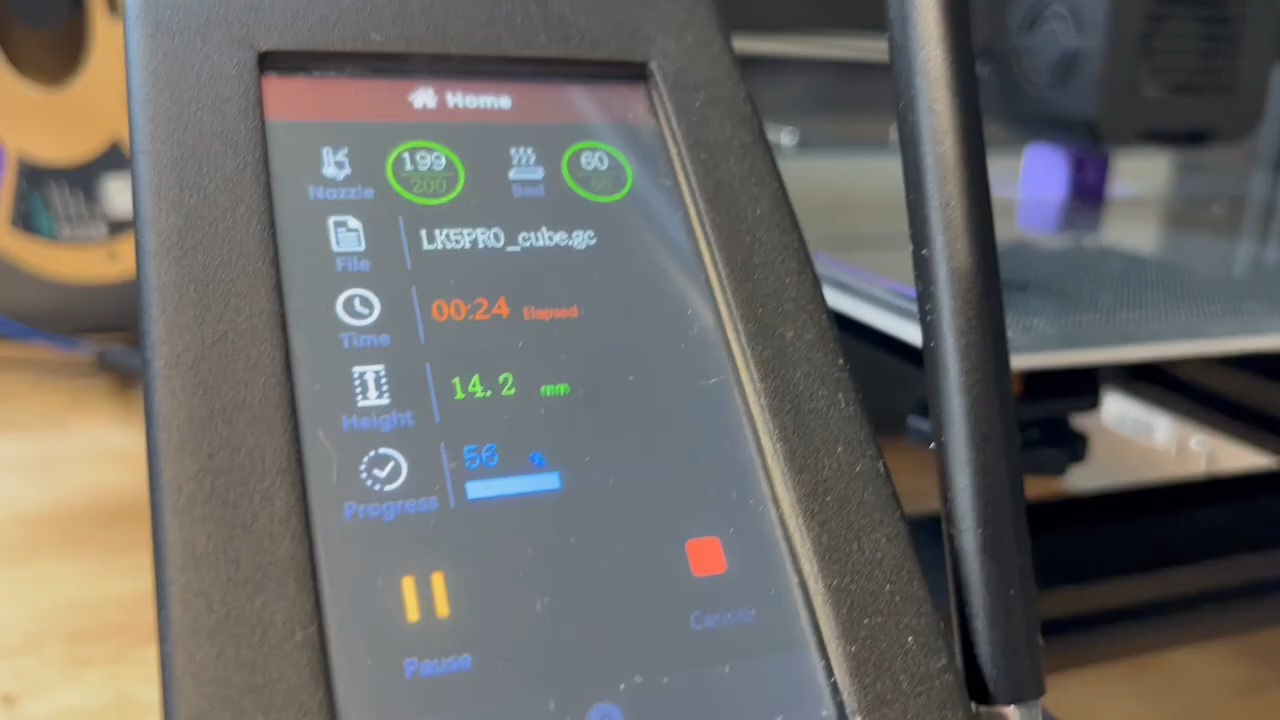 Home
199
200
60
Nozzle
Bed
LK5PRO_cube.gc
File
00:24 Elapsed
Time
14.2 mm
Height
56 %
Progress
Cancel
Pause